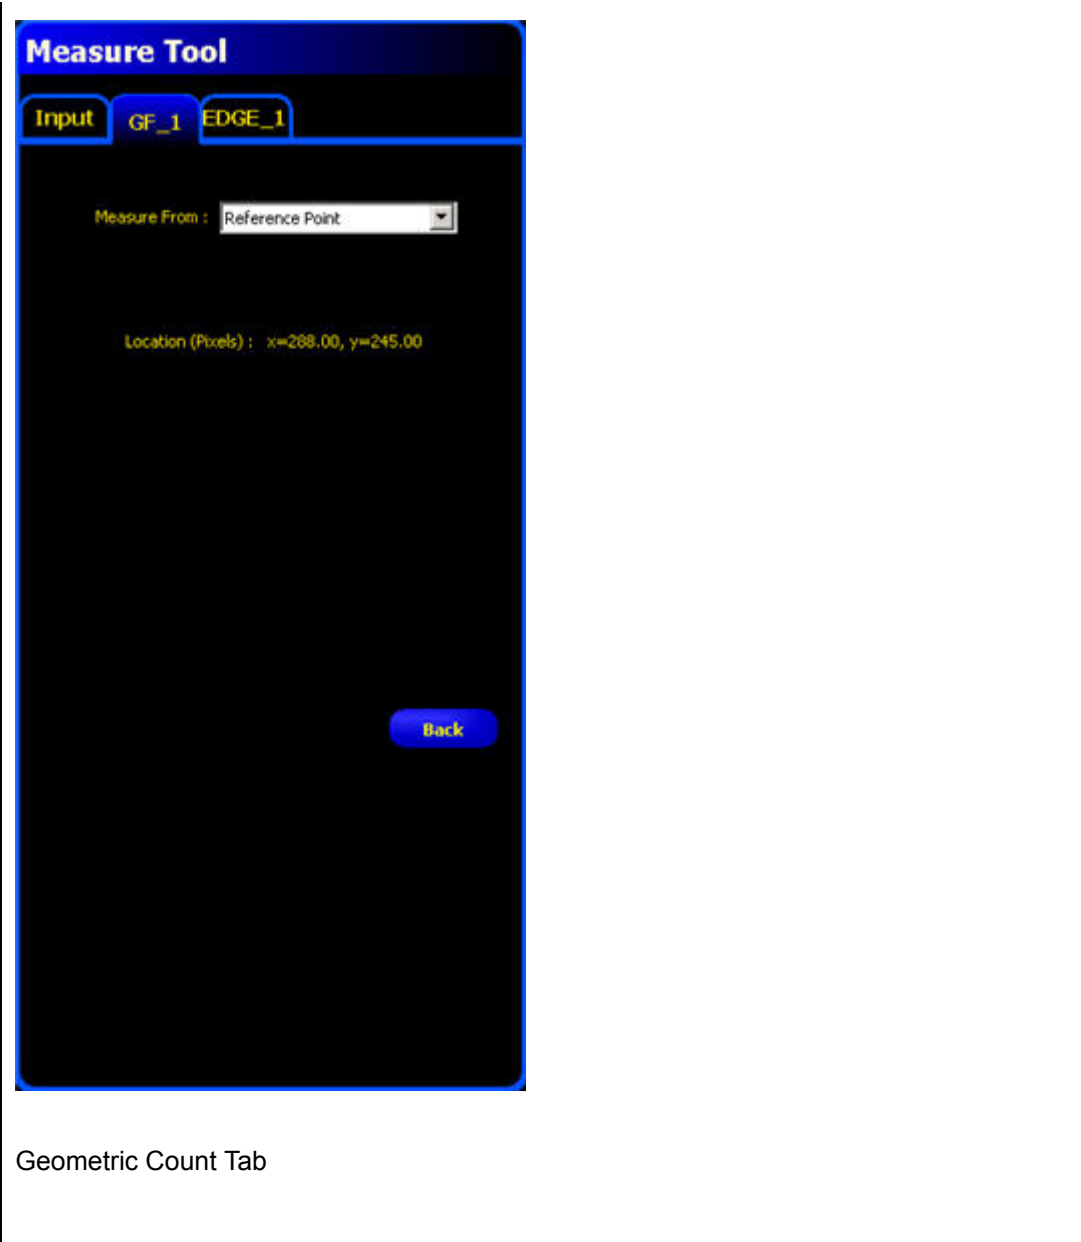 Measure Tool
Input GF_1 EDGE_1
Measure From : Reference Point
Location (Pixels) : x=288.00, y=245.00
Back
Geometric Count Tab